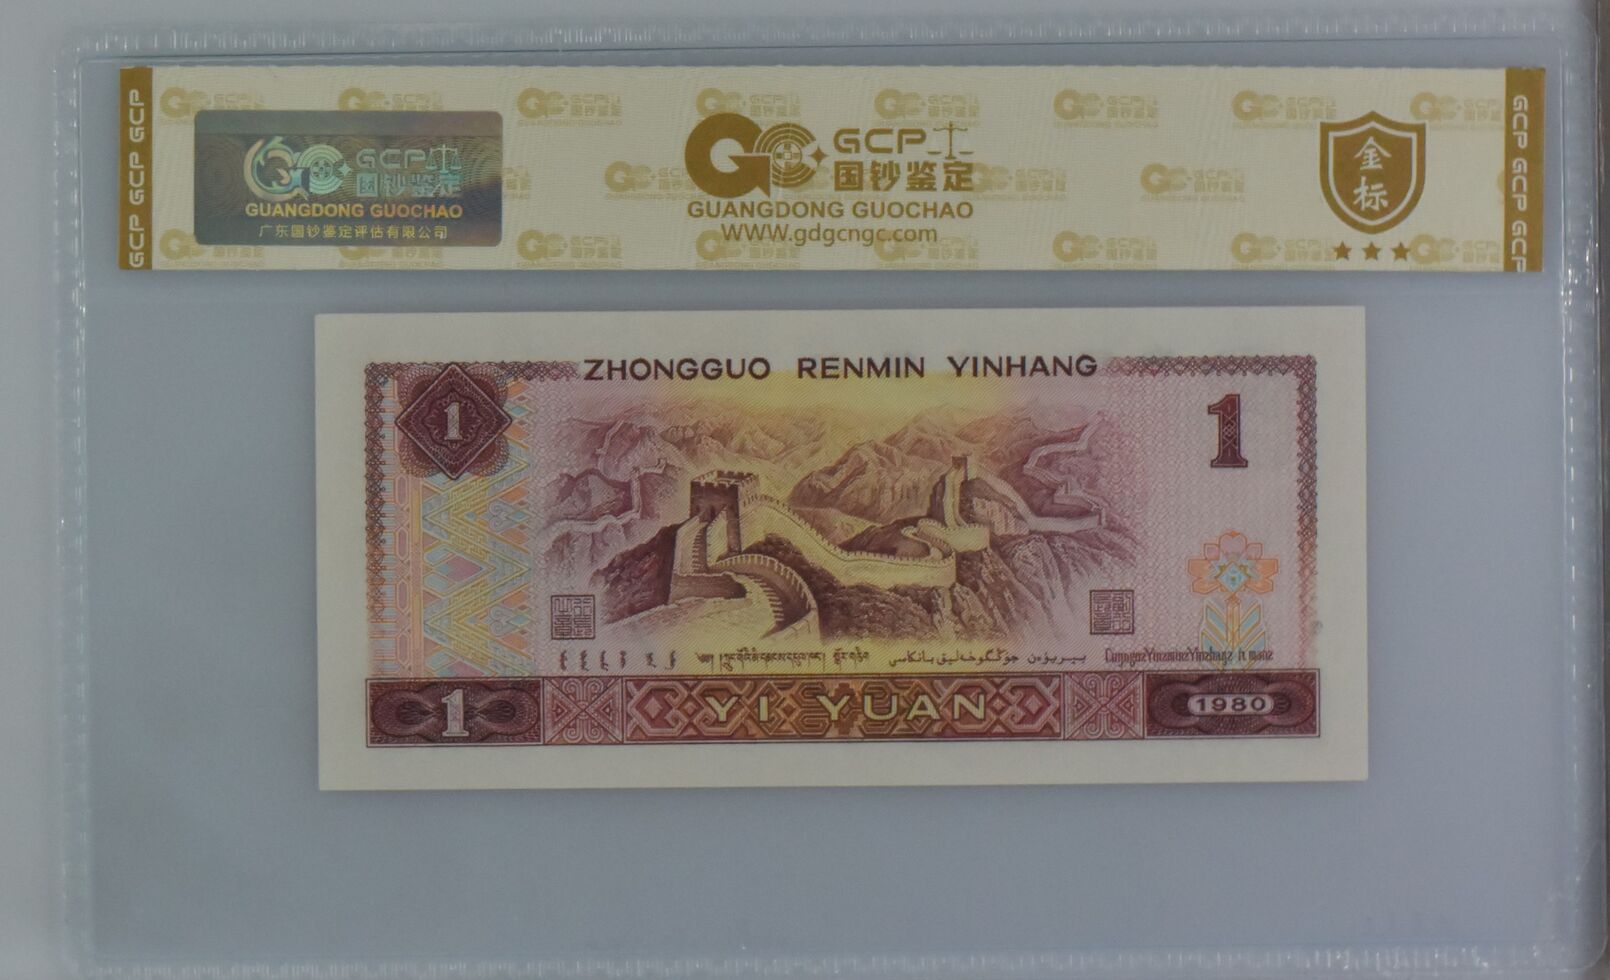 GCP
国钞鉴定
GUANGDONG GUOCHAO
广东国钞鉴定评估有限公司
GCP
国钞鉴定
GUANGDONG GUOCHAO
WWW.gdgcngc.com
金标
GCP GCP GCP
GCP GCP GCP
ZHONGGUO RENMIN YINHANG
1
1
1
YI YUAN
1980